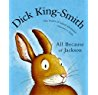 Dick King-Smith
All Because
of Jackson